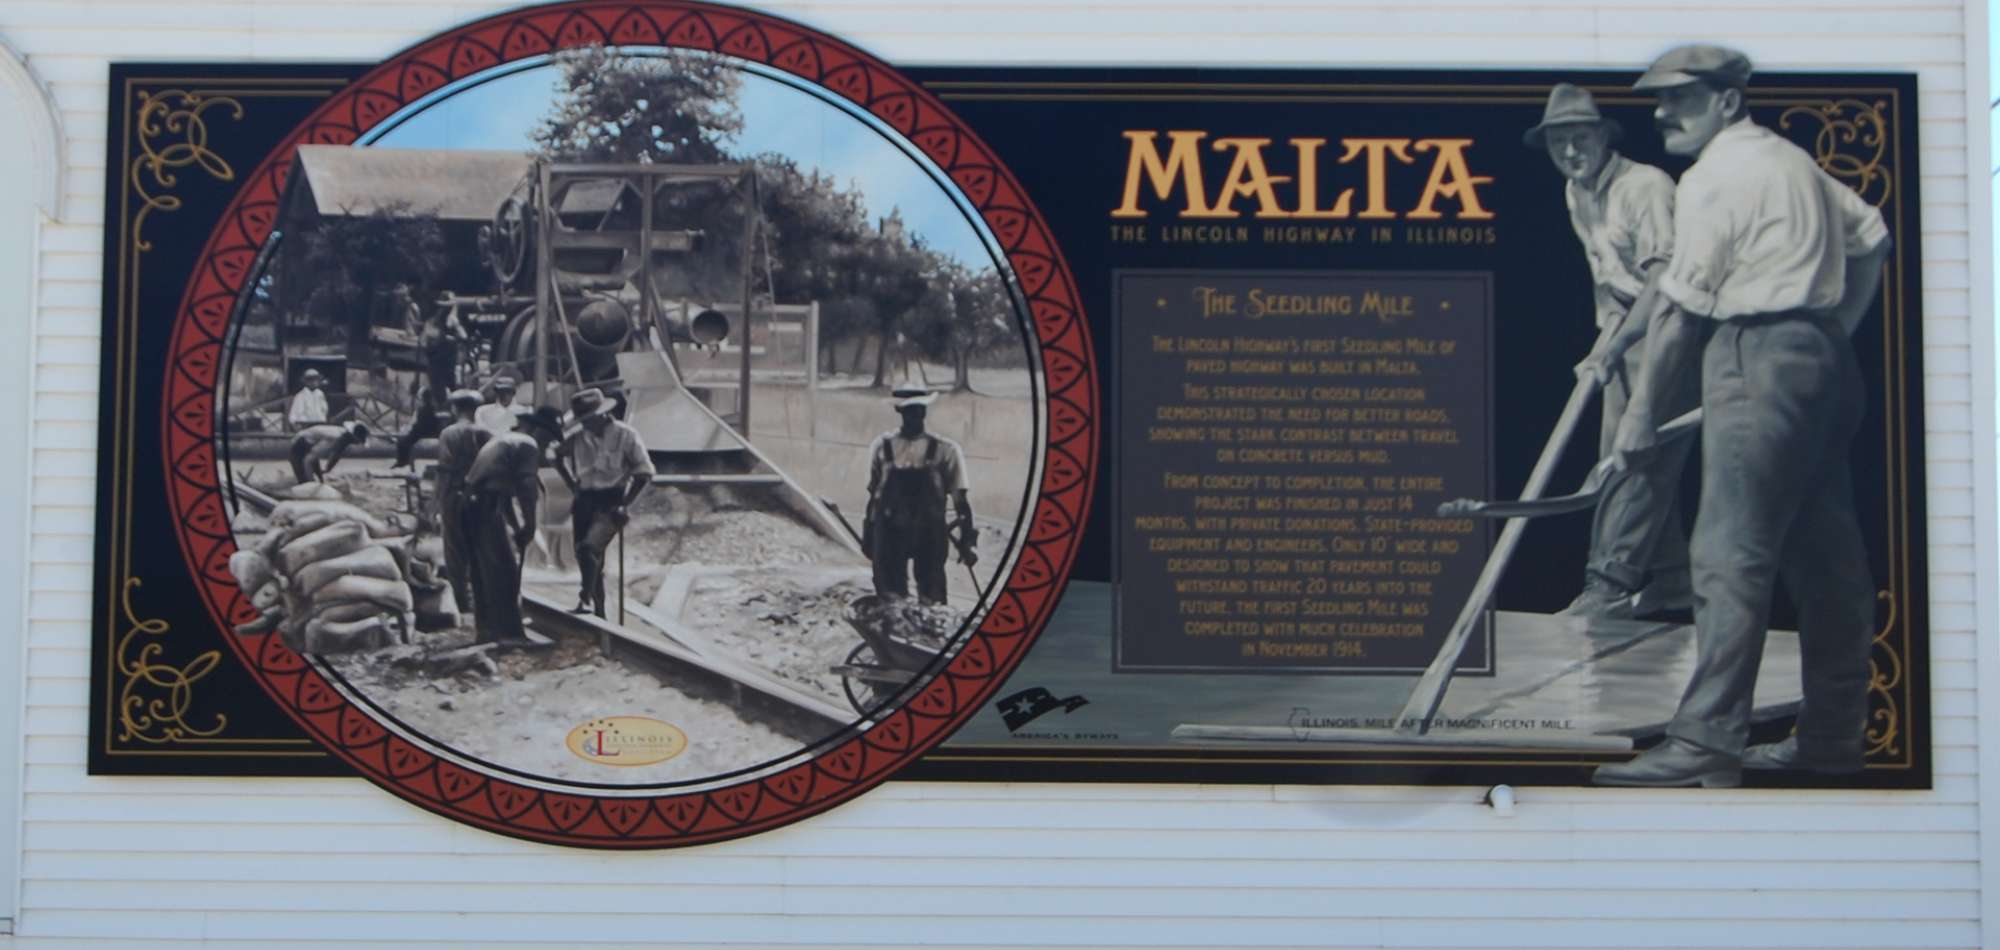 MALTA
THE LINCOLN HIGHWAY IN ILLINOIS
THE SEEDLING MILE
THE LINCOLN HIGHWAY'S FIRST SEEDLING MILE OF
PAVED HIGHWAY WAS BUILT IN MALTA.
THIS STRATEGICALLY CHOSEN LOCATION
DEMONSTRATED THE NEED FOR BETTER ROADS,
SHOWING THE STARK CONTRAST BETWEEN TRAVEL
ON CONCRETE VERSUS MUD.
FROM CONCEPT TO COMPLETION, THE ENTIRE
PROJECT WAS FINISHED IN JUST 14
MONTHS, WITH PRIVATE DONATIONS, STATE-PROVIDED
EQUIPMENT AND ENGINEERS. ONLY 10' WIDE AND
DESIGNED TO SHOW THAT PAVEMENT COULD
WITHSTAND TRAFFIC 20 YEARS INTO THE
FUTURE, THE FIRST SEEDLING MILE WAS
COMPLETED WITH MUCH CELEBRATION
IN NOVEMBER 1914.
ILLINOIS. MILE AFTER MAGNIFICENT MILE.
AMERICA'S BYWAYS
ILLINOIS